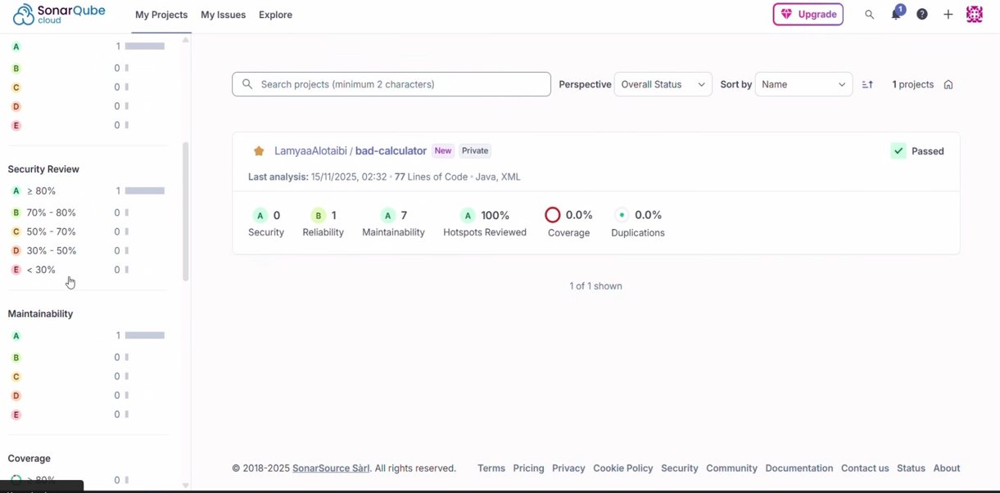 SonarQube cloud My Projects My Issues Explore Upgrade 1
A 1
B 0
C 0
D 0
E 0
Security Review
A ≥ 80% 1
B 70% - 80% 0
C 50% - 70% 0
D 30% - 50% 0
E < 30% 0
Maintainability
A 1
B 0
C 0
D 0
E 0
Coverage
≥ 80% 0
Search projects (minimum 2 characters) Perspective Overall Status Sort by Name 1 projects
LamyaaAlotaibi / bad-calculator New Private Passed
Last analysis: 15/11/2025, 02:32 • 77 Lines of Code • Java, XML
A 0 B 1 A 7 A 100% 0.0% 0.0%
Security Reliability Maintainability Hotspots Reviewed Coverage Duplications
1 of 1 shown
© 2018-2025 SonarSource Sàrl. All rights reserved. Terms Pricing Privacy Cookie Policy Security Community Documentation Contact us Status About